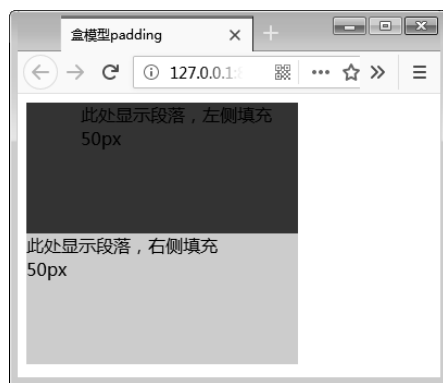 盒模型padding
127.0.0.1:
此处显示段落，左侧填充
50px
此处显示段落，右侧填充
50px